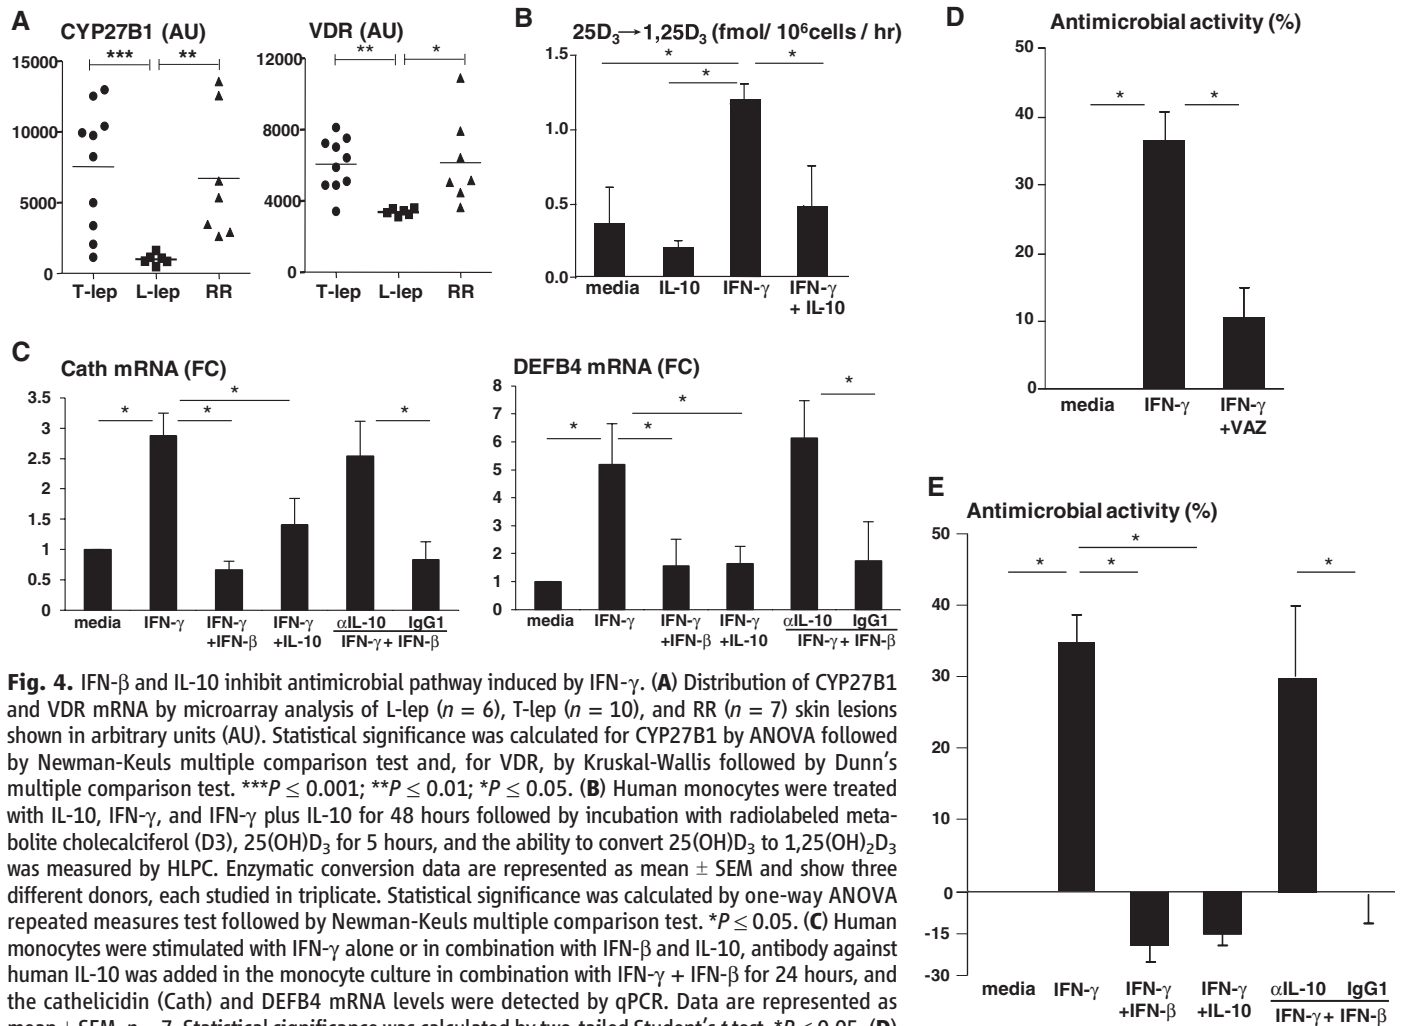 A
CYP27B1 (AU)
*** **
15000
10000
5000
0
T-lep L-lep RR
VDR (AU)
** *
12000
8000
4000
0
T-lep L-lep RR
B
25D3→1,25D3 (fmol/ 10⁶cells / hr)
* *
*
1.5
1.0
0.5
0.0
media IL-10 IFN-γ IFN-γ
+ IL-10
C
Cath mRNA (FC)
*
* * *
3.5
3
2.5
2
1.5
1
0.5
0
media IFN-γ IFN-γ IFN-γ αIL-10 IgG1
+IFN-β +IL-10 IFN-γ+ IFN-β
DEFB4 mRNA (FC)
*
*
* *
8
7
6
5
4
3
2
1
0
media IFN-γ IFN-γ IFN-γ αIL-10 IgG1
+IFN-β +IL-10 IFN-γ+ IFN-β
D
Antimicrobial activity (%)
* *
50
40
30
20
10
0
media IFN-γ IFN-γ
+VAZ
E
Antimicrobial activity (%)
*
* * *
50
40
30
20
10
0
-15
-30
media IFN-γ IFN-γ IFN-γ αIL-10 IgG1
+IFN-β +IL-10 IFN-γ+ IFN-β
Fig. 4. IFN-β and IL-10 inhibit antimicrobial pathway induced by IFN-γ. (A) Distribution of CYP27B1
and VDR mRNA by microarray analysis of L-lep (n = 6), T-lep (n = 10), and RR (n = 7) skin lesions
shown in arbitrary units (AU). Statistical significance was calculated for CYP27B1 by ANOVA followed
by Newman-Keuls multiple comparison test and, for VDR, by Kruskal-Wallis followed by Dunn's
multiple comparison test. ***P ≤ 0.001; **P ≤ 0.01; *P ≤ 0.05. (B) Human monocytes were treated
with IL-10, IFN-γ, and IFN-γ plus IL-10 for 48 hours followed by incubation with radiolabeled meta-
bolite cholecalciferol (D3), 25(OH)D3 for 5 hours, and the ability to convert 25(OH)D3 to 1,25(OH)2D3
was measured by HLPC. Enzymatic conversion data are represented as mean ± SEM and show three
different donors, each studied in triplicate. Statistical significance was calculated by one-way ANOVA
repeated measures test followed by Newman-Keuls multiple comparison test. *P ≤ 0.05. (C) Human
monocytes were stimulated with IFN-γ alone or in combination with IFN-β and IL-10, antibody against
human IL-10 was added in the monocyte culture in combination with IFN-γ + IFN-β for 24 hours, and
the cathelicidin (Cath) and DEFB4 mRNA levels were detected by qPCR. Data are represented as
mean ± SEM, n = 7. Statistical significance was calculated by two-tailed Student's t test. *P ≤ 0.05. (D)